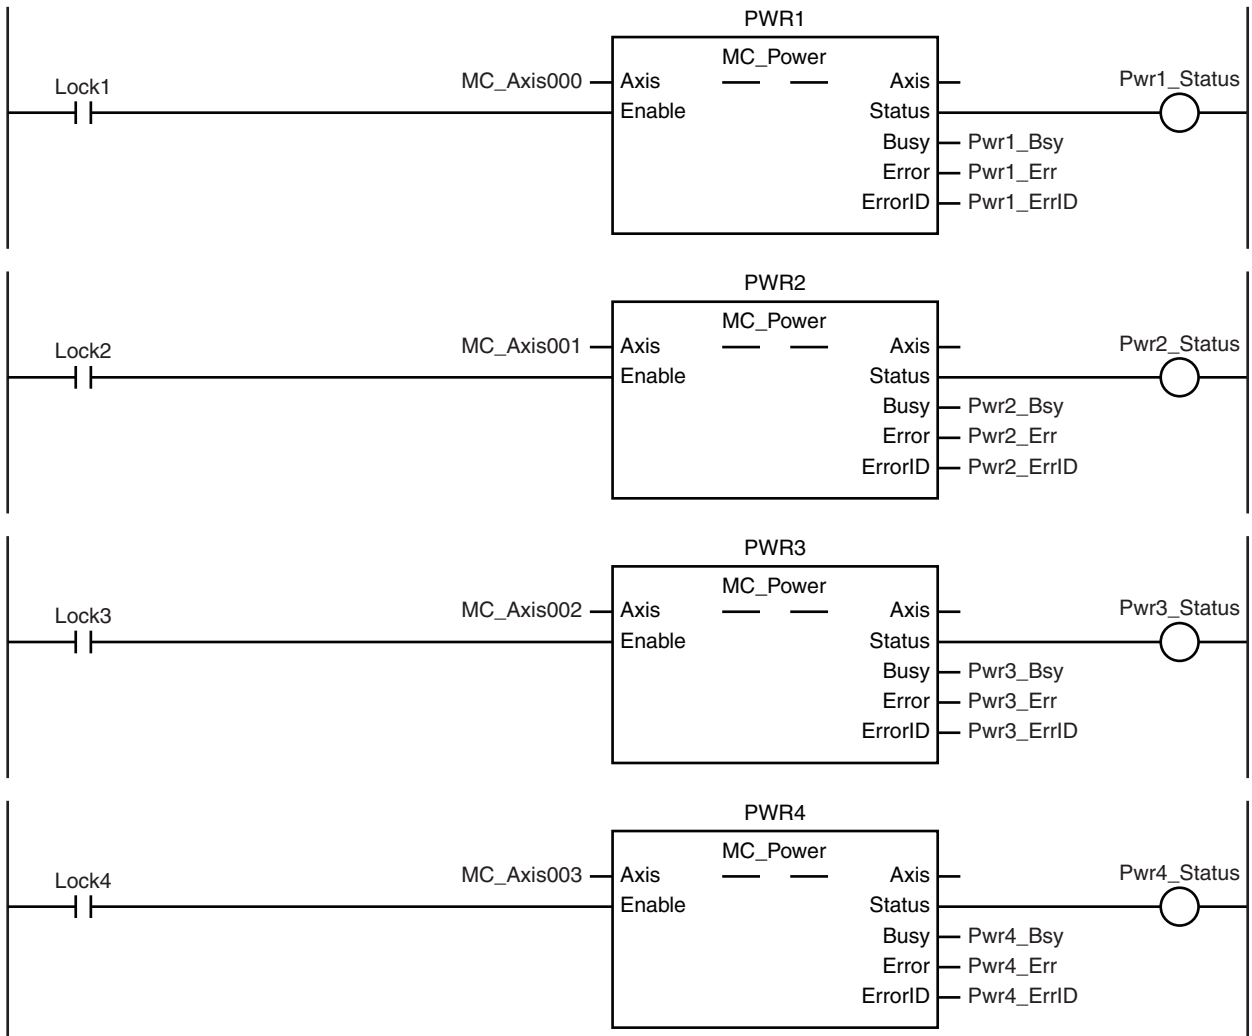 PWR1
MC_Power
Lock1
MC_Axis000 Axis Axis Pwr1_Status
Enable Status
Busy Pwr1_Bsy
Error Pwr1_Err
ErrorID Pwr1_ErrID
PWR2
MC_Power
Lock2
MC_Axis001 Axis Axis Pwr2_Status
Enable Status
Busy Pwr2_Bsy
Error Pwr2_Err
ErrorID Pwr2_ErrID
PWR3
MC_Power
Lock3
MC_Axis002 Axis Axis Pwr3_Status
Enable Status
Busy Pwr3_Bsy
Error Pwr3_Err
ErrorID Pwr3_ErrID
PWR4
MC_Power
Lock4
MC_Axis003 Axis Axis Pwr4_Status
Enable Status
Busy Pwr4_Bsy
Error Pwr4_Err
ErrorID Pwr4_ErrID